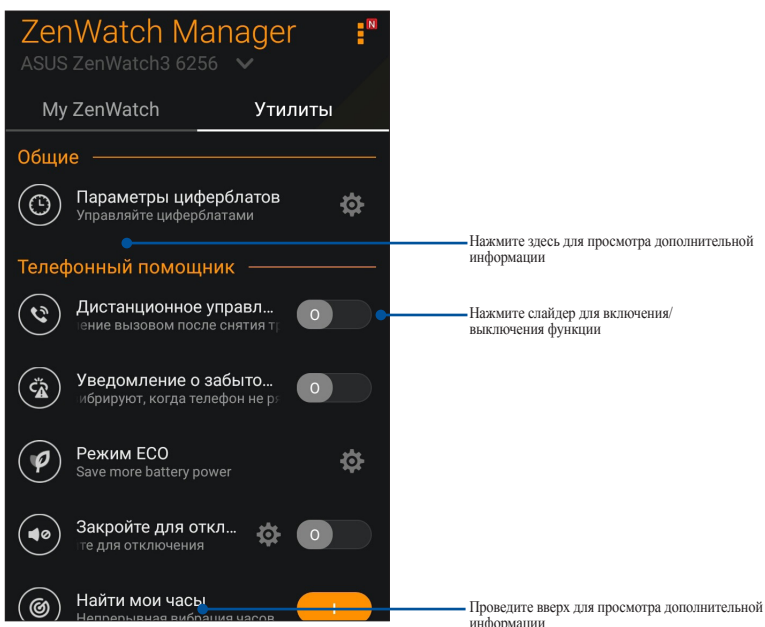 ZenWatch Manager
N
ASUS ZenWatch3 6256
My ZenWatch
Утилиты
Общие
Параметры циферблатов
Управляйте циферблатами
Нажмите здесь для просмотра дополнительной
информации
Телефонный помощник
Дистанционное управл...
ение вызовом после снятия т
Нажмите слайдер для включения/
выключения функции
Уведомление о забыто...
ибрируют, когда телефон не р
Режим ECO
Save more battery power
Закройте для откл...
те для отключения
Найти мои часы
Непрерывная вибрация часов
Проведите вверх для просмотра дополнительной
информации